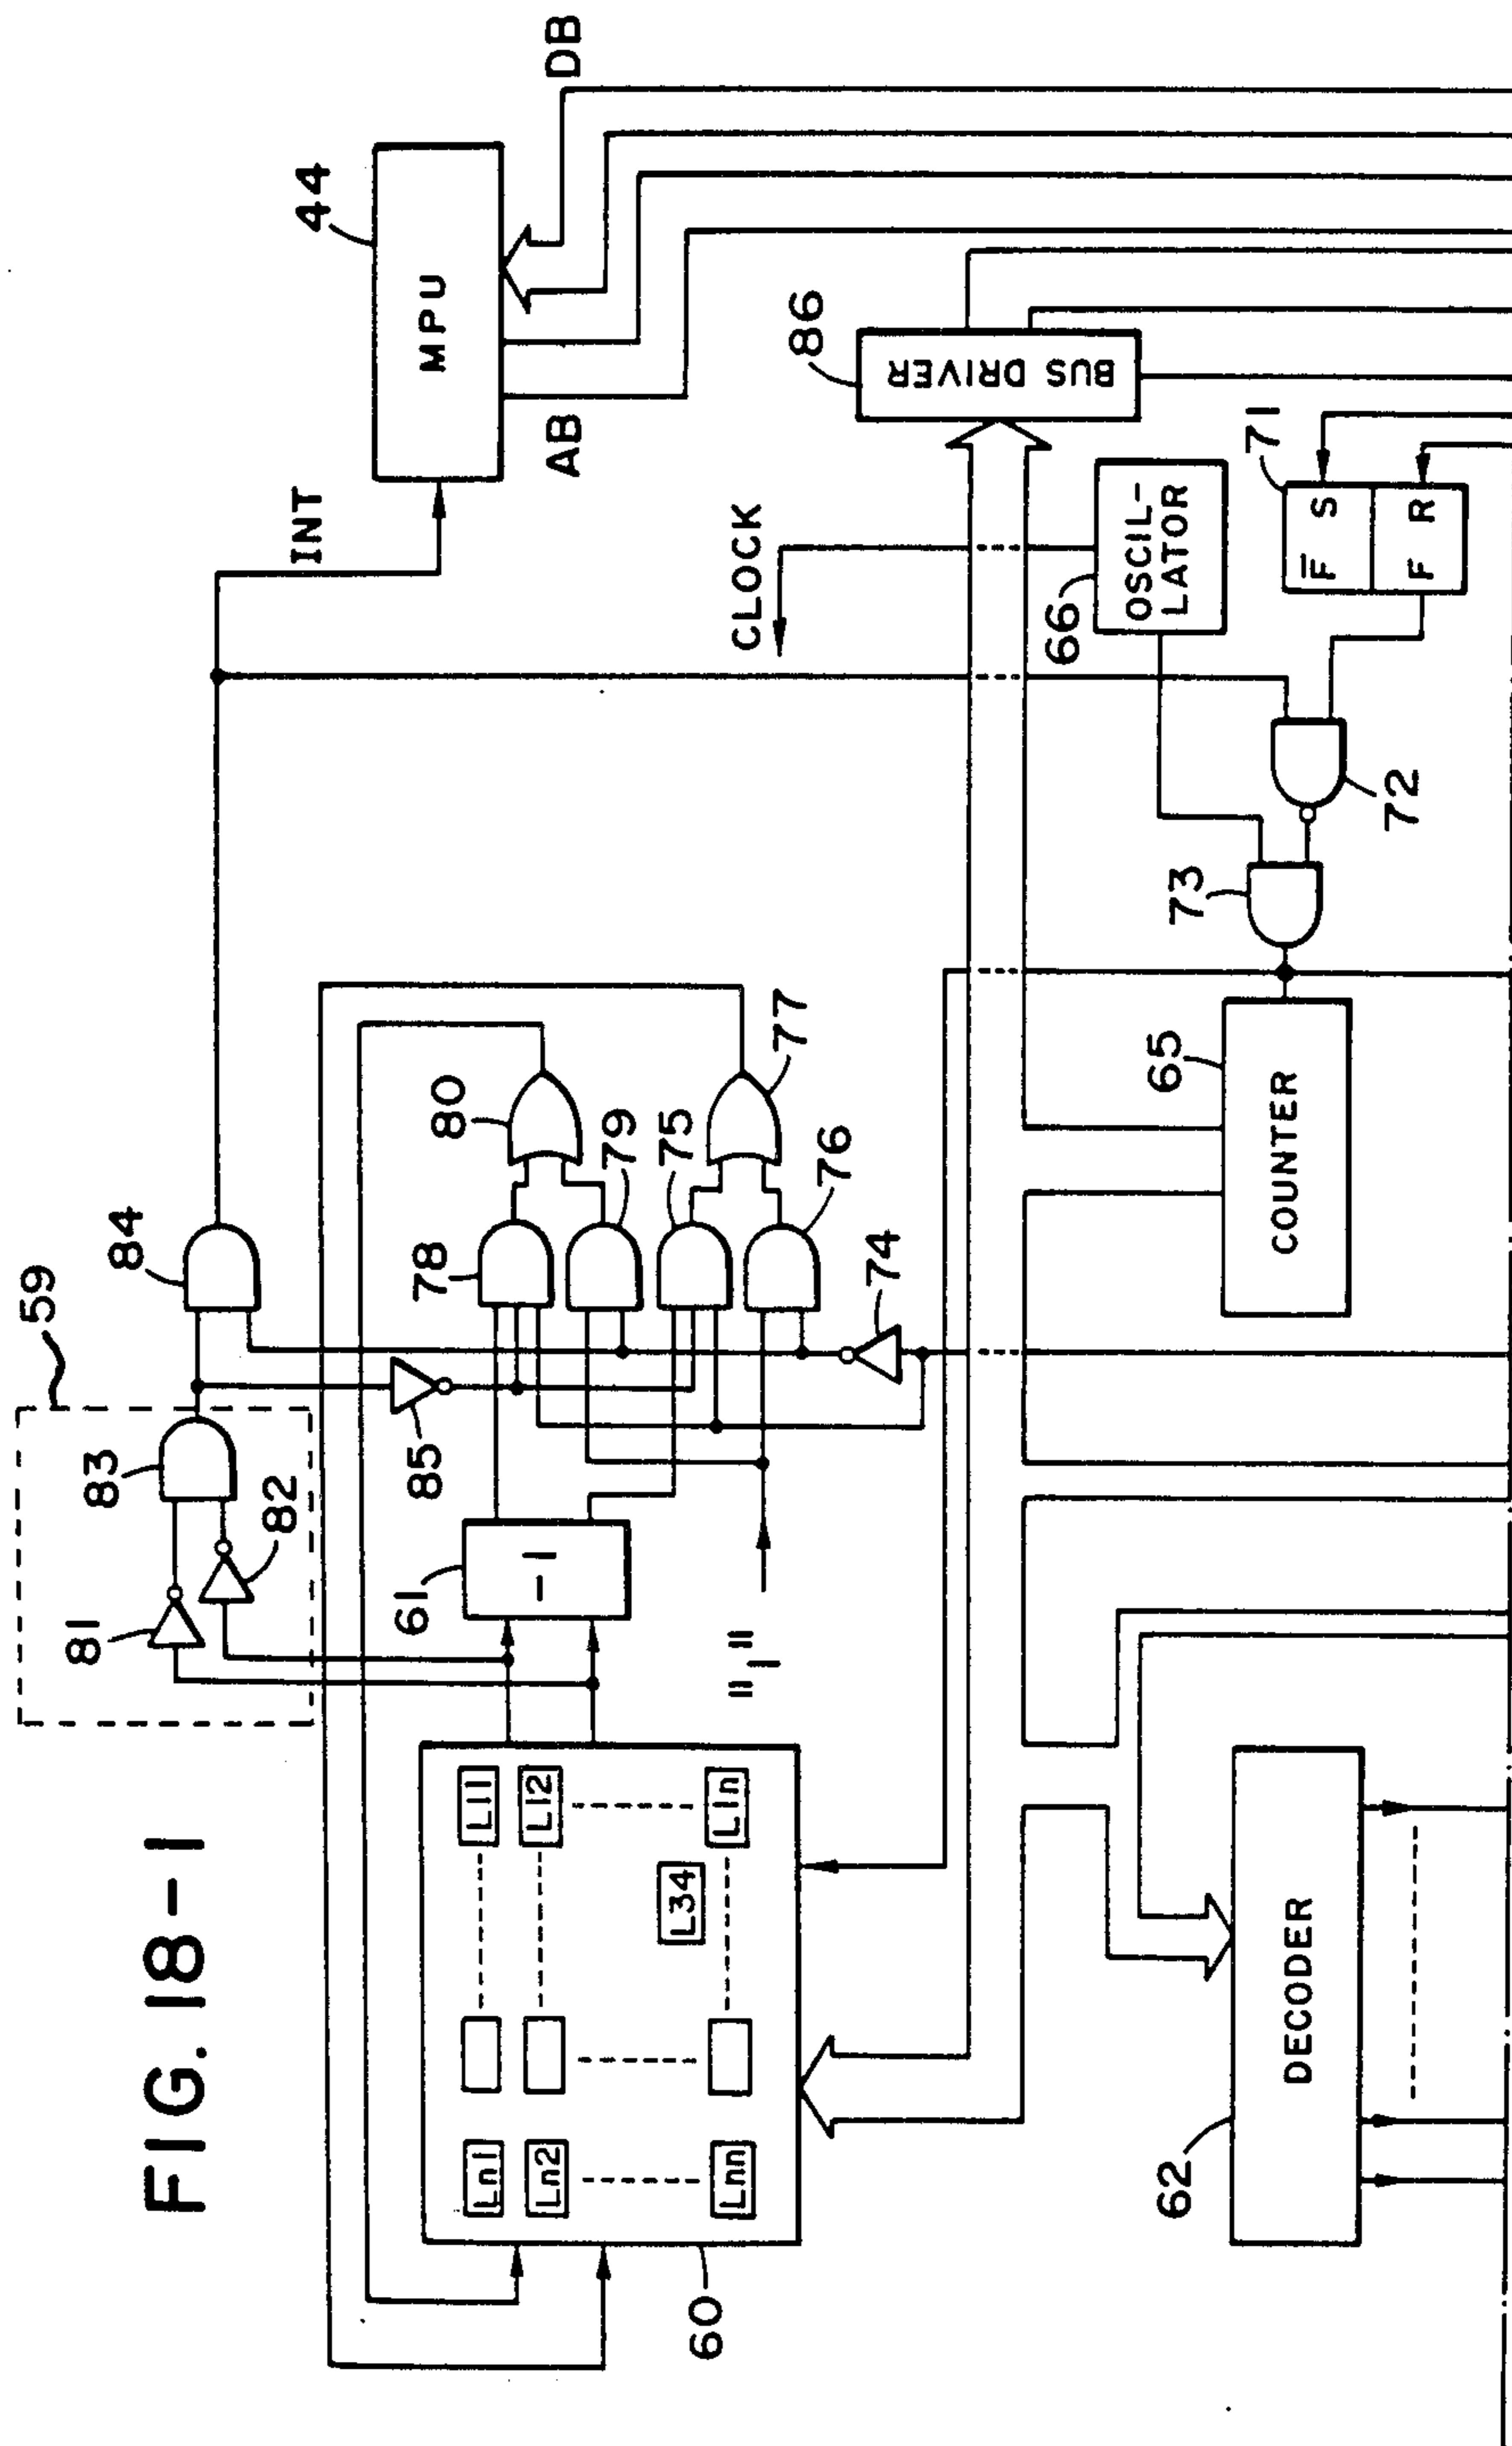 FIG. 18-1
59
81
82
83
84
INT
44
MPU
AB
DB
60
Ln1
Ln2
Lnn
L11
L12
L1n
L34
61
-1
"1"
85
78
79
75
76
80
77
74
CLOCK
86
BUS DRIVER
66
OSCIL-
LATOR
71
F̅ S
F R
72
73
65
COUNTER
62
DECODER